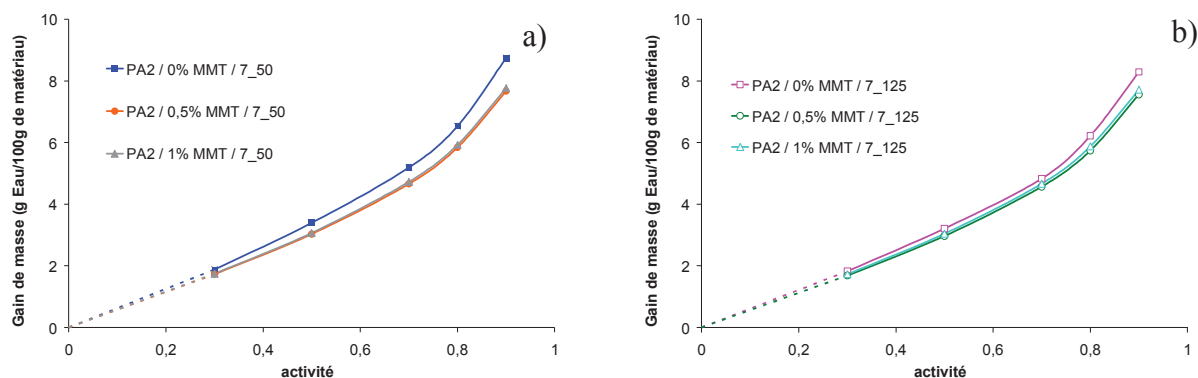 a)
Gain de masse (g Eau/100g de matériau)
10
8
6
4
2
0
PA2 / 0% MMT / 7_50
PA2 / 0,5% MMT / 7_50
PA2 / 1% MMT / 7_50
0
0,2
0,4
0,6
0,8
1
activité
b)
Gain de masse (g Eau/100g de matériau)
10
8
6
4
2
0
PA2 / 0% MMT / 7_125
PA2 / 0,5% MMT / 7_125
PA2 / 1% MMT / 7_125
0
0,2
0,4
0,6
0,8
1
activité